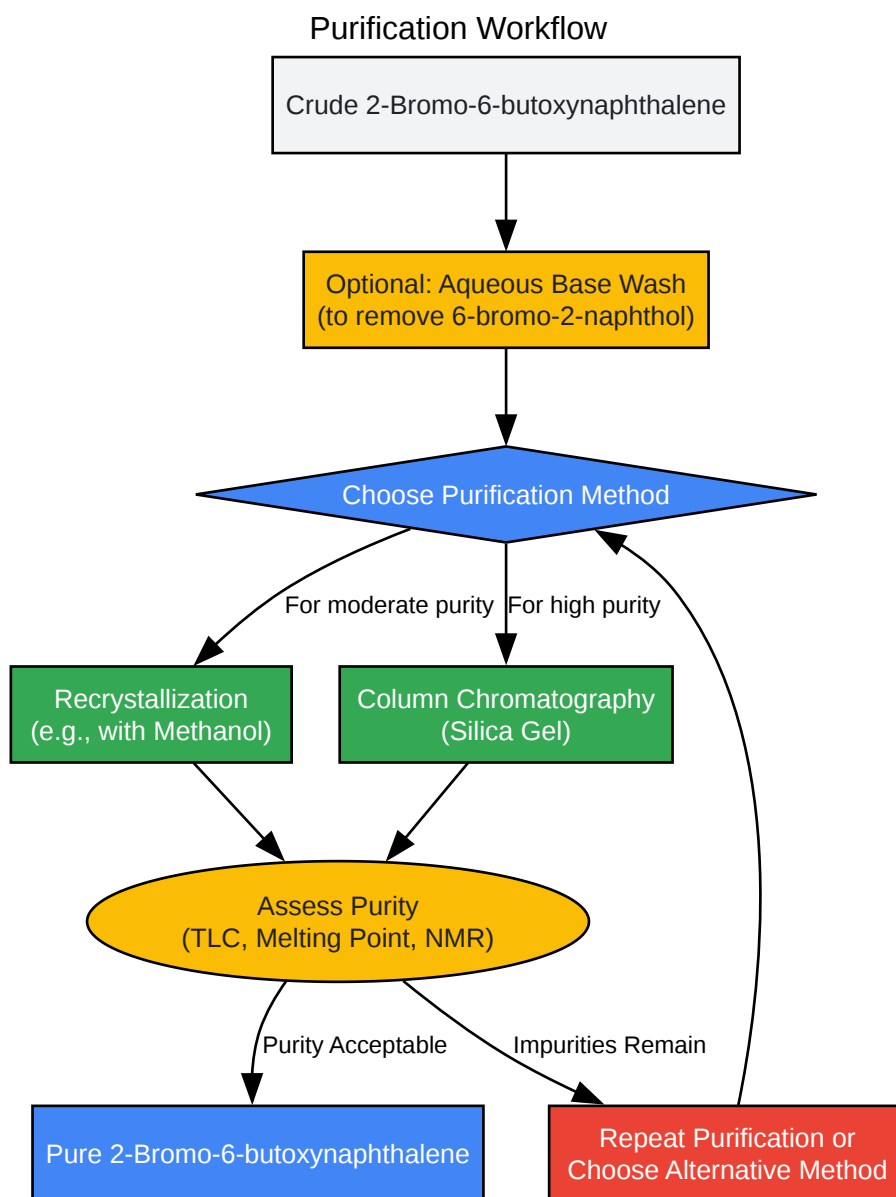 Purification Workflow
Crude 2-Bromo-6-butoxynaphthalene
Optional: Aqueous Base Wash
(to remove 6-bromo-2-naphthol)
Choose Purification Method
For moderate purity
For high purity
Recrystallization
(e.g., with Methanol)
Column Chromatography
(Silica Gel)
Assess Purity
(TLC, Melting Point, NMR)
Purity Acceptable
Impurities Remain
Pure 2-Bromo-6-butoxynaphthalene
Repeat Purification or
Choose Alternative Method